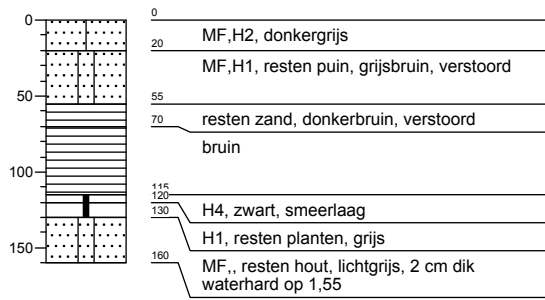 0
0
MF,H2, donkergrijs
20
MF,H1, resten puin, grijsbruin, verstoord
50
55
resten zand, donkerbruin, verstoord
70
bruin
100
115
120
H4, zwart, smeerlaag
130
H1, resten planten, grijs
150
160
MF,, resten hout, lichtgrijs, 2 cm dik
waterhard op 1,55